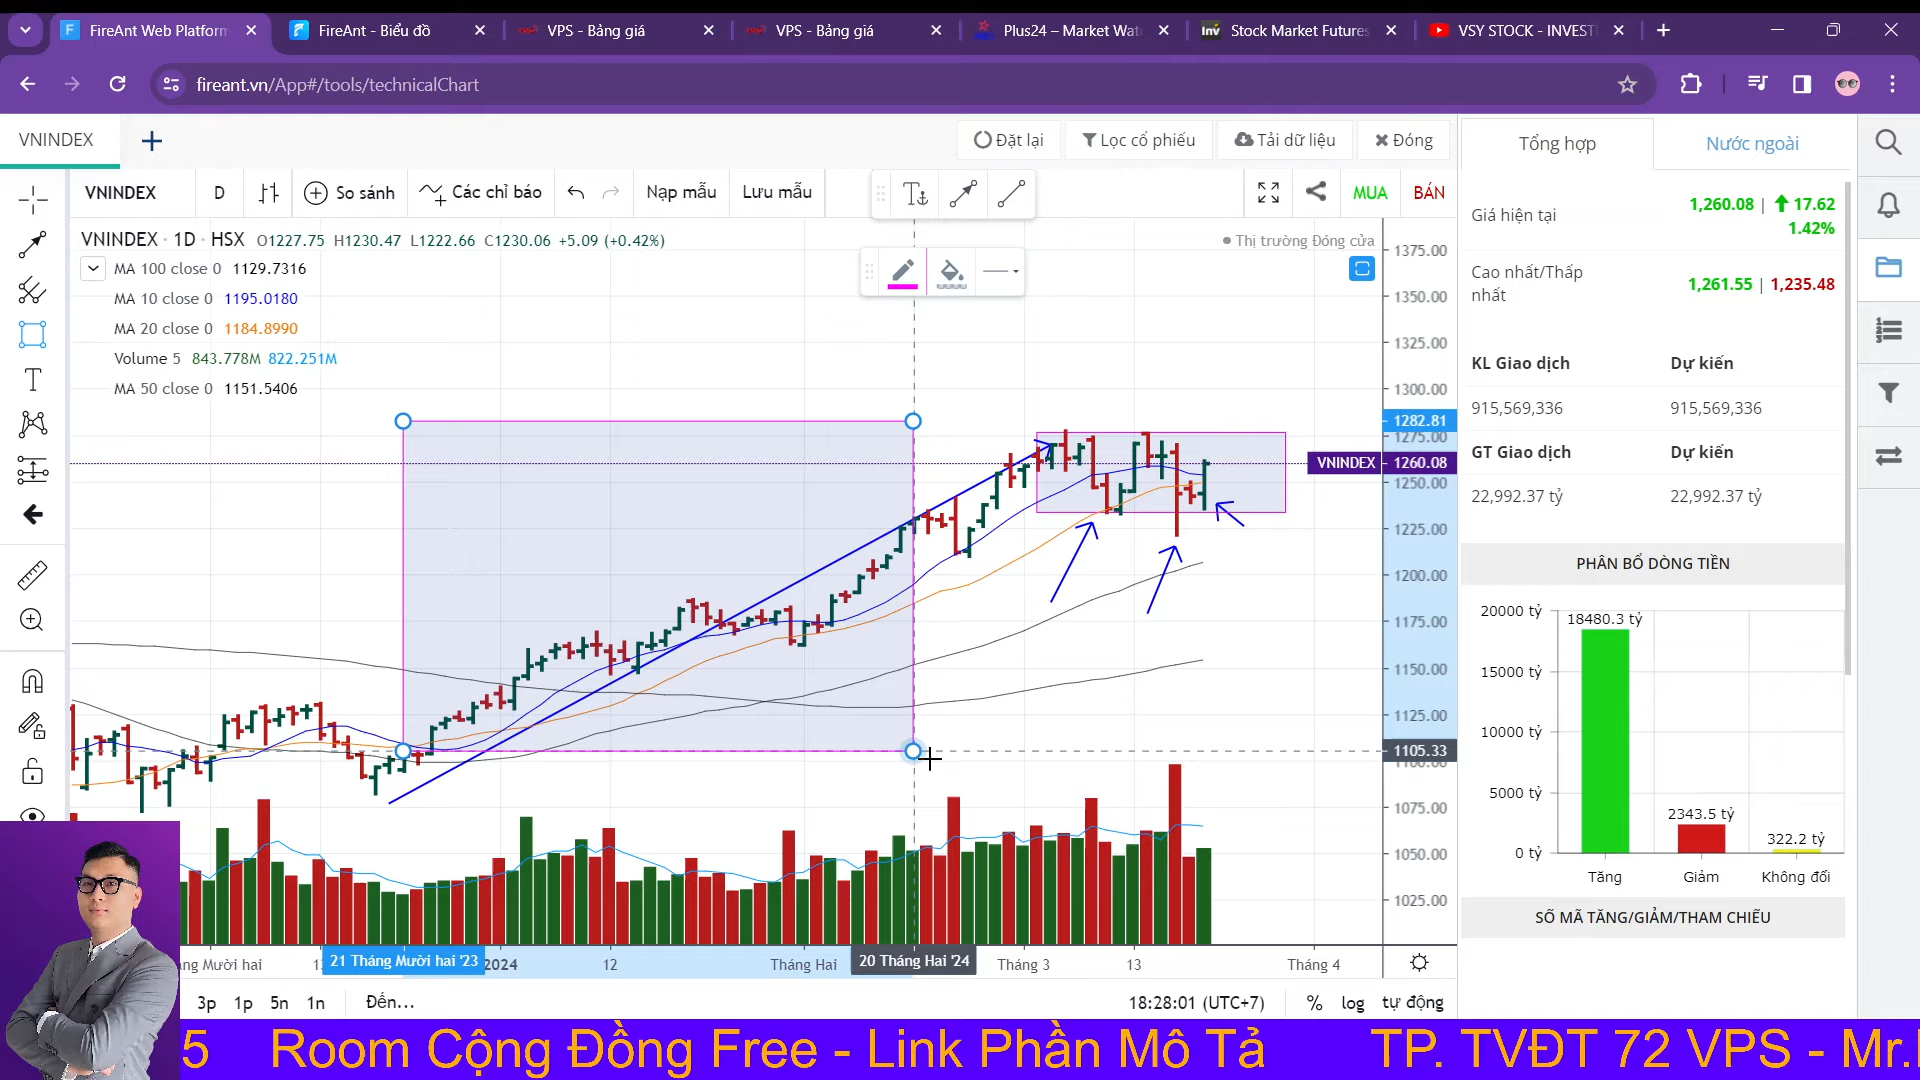 FireAnt Web Platform
FireAnt - Biểu đồ
VPS - Bảng giá
VPS - Bảng giá
Plus24 – Market Wat
Stock Market Futures
VSY STOCK - INVEST
fireant.vn/App#/tools/technicalChart
VNINDEX
Đặt lại
Lọc cổ phiếu
Tải dữ liệu
Đóng
Tổng hợp
Nước ngoài
VNINDEX
D
So sánh
Các chỉ báo
Nạp mẫu
Lưu mẫu
MUA
BÁN
VNINDEX · 1D · HSX O1227.75 H1230.47 L1222.66 C1230.06 +5.09 (+0.42%)
Thị trường Đóng cửa
MA 100 close 0 1129.7316
MA 10 close 0 1195.0180
MA 20 close 0 1184.8990
Volume 5 843.778M 822.251M
MA 50 close 0 1151.5406
1375.00
1350.00
1325.00
1300.00
1282.81
1275.00
VNINDEX 1260.08
1250.00
1225.00
1200.00
1175.00
1150.00
1125.00
1105.33
1100.00
1075.00
1050.00
1025.00
Giá hiện tại
1,260.08 | 17.62
1.42%
Cao nhất/Thấp nhất
1,261.55 | 1,235.48
KL Giao dịch
Dự kiến
915,569,336
915,569,336
GT Giao dịch
Dự kiến
22,992.37 tỷ
22,992.37 tỷ
PHÂN BỔ DÒNG TIỀN
20000 tỷ
15000 tỷ
10000 tỷ
5000 tỷ
0 tỷ
18480.3 tỷ
2343.5 tỷ
322.2 tỷ
Tăng
Giảm
Không đổi
SỐ MÃ TĂNG/GIẢM/THAM CHIẾU
ng Mười hai
21 Tháng Mười hai '23
2024
12
Tháng Hai
20 Tháng Hai '24
Tháng 3
13
Tháng 4
3p 1p 5n 1n
Đến...
18:28:01 (UTC+7)
% log tự động
5 Room Cộng Đồng Free - Link Phần Mô Tả TP. TVĐT 72 VPS - Mr.